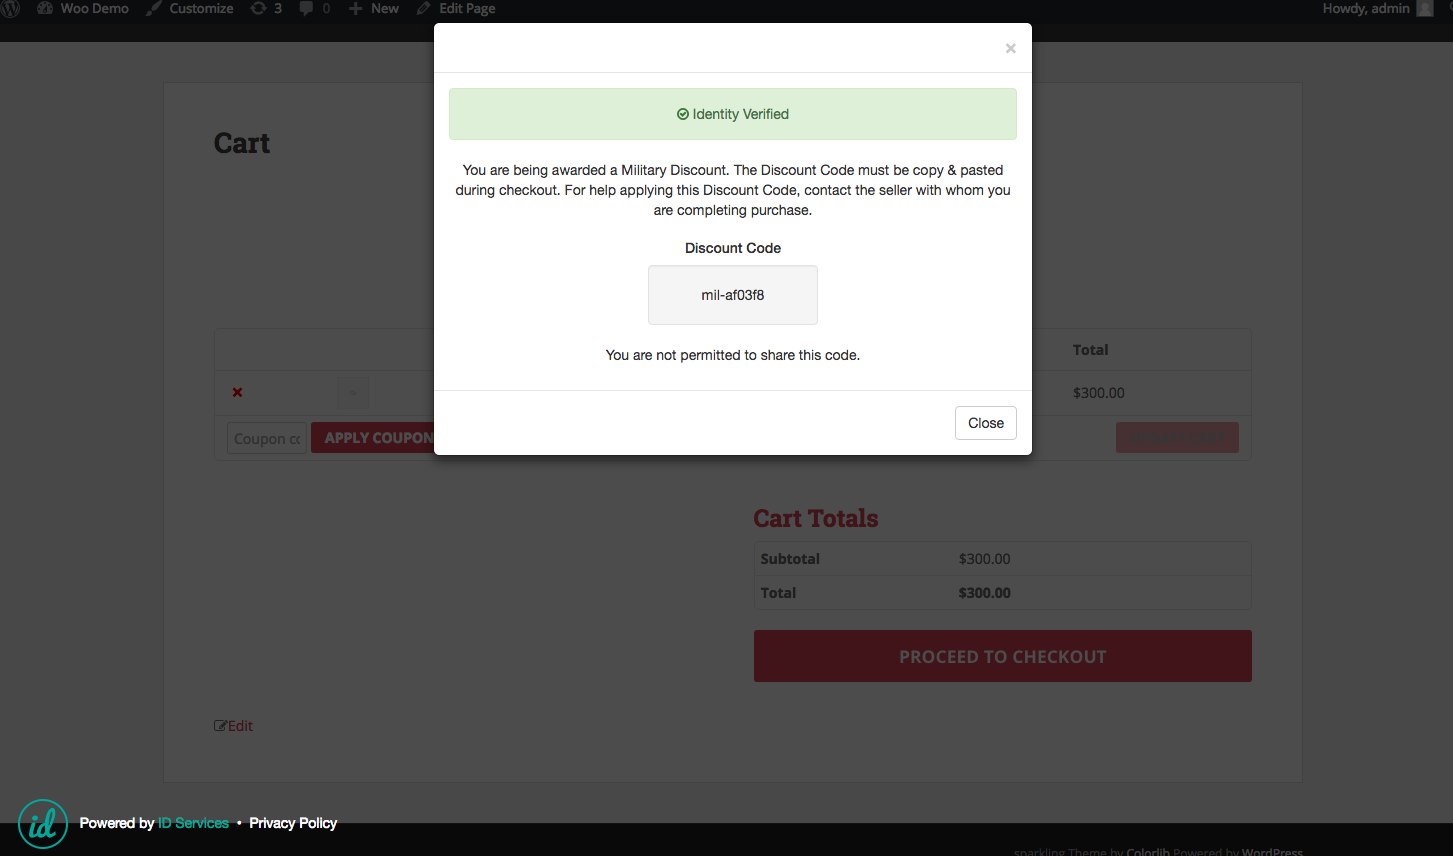 Woo Demo Customize 3 0 New Edit Page Howdy, admin
×
Identity Verified
You are being awarded a Military Discount. The Discount Code must be copy & pasted
during checkout. For help applying this Discount Code, contact the seller with whom you
are completing purchase.
Discount Code
mil-af03f8
You are not permitted to share this code.
Close
Cart
Total
$300.00
Coupon cc APPLY COUPON
Cart Totals
Subtotal $300.00
Total $300.00
PROCEED TO CHECKOUT
Edit
id Powered by ID Services • Privacy Policy
sparkling Theme by Colorlib Powered by WordPress